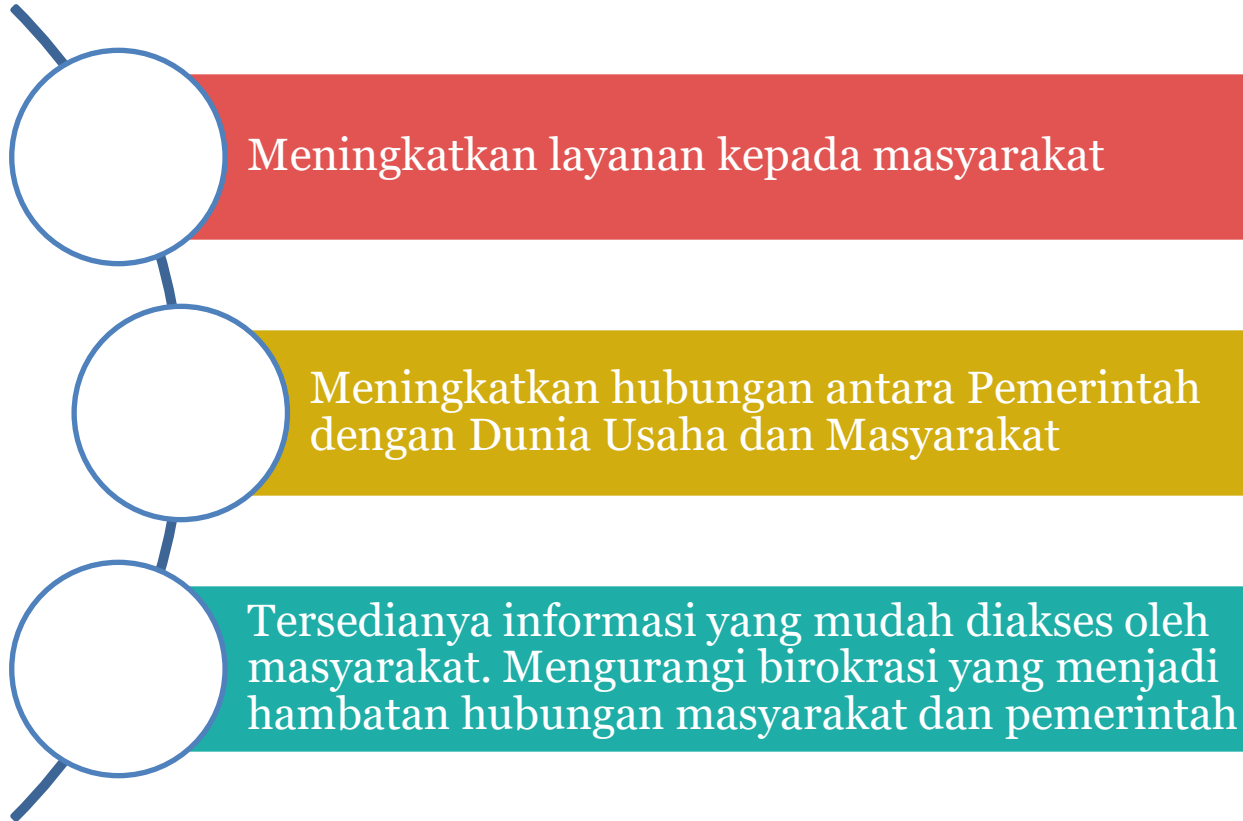 Meningkatkan layanan kepada masyarakat
Meningkatkan hubungan antara Pemerintah
dengan Dunia Usaha dan Masyarakat
Tersedianya informasi yang mudah diakses oleh
masyarakat. Mengurangi birokrasi yang menjadi
hambatan hubungan masyarakat dan pemerintah